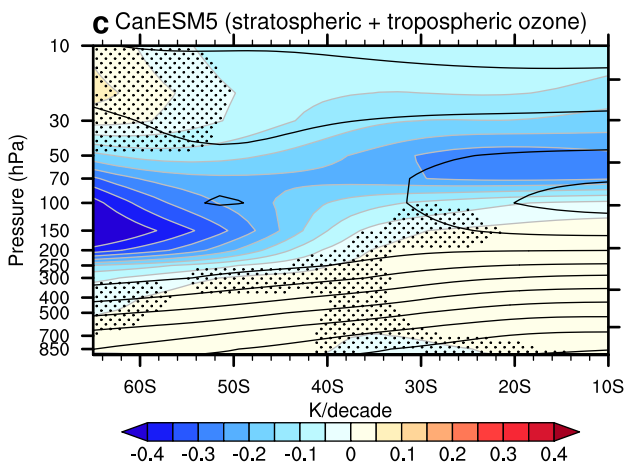 c CanESM5 (stratospheric + tropospheric ozone)
10
30
50
70
100
150
200
250
300
400
500
700
850
Pressure (hPa)
60S 50S 40S 30S 20S 10S
K/decade
-0.4 -0.3 -0.2 -0.1 0 0.1 0.2 0.3 0.4